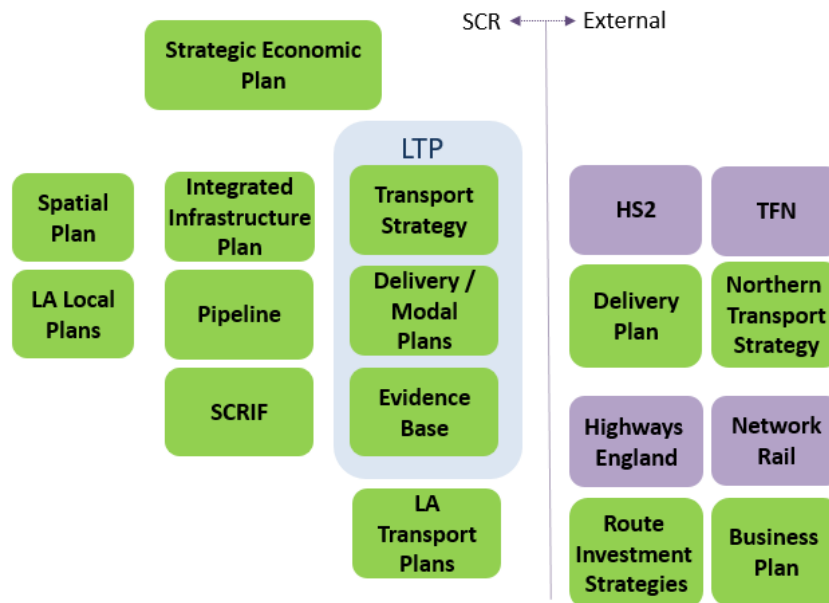 SCR
External
Strategic Economic
Plan
LTP
Spatial
Plan
Integrated
Infrastructure
Plan
Transport
Strategy
HS2
TFN
LA Local
Plans
Pipeline
Delivery /
Modal
Plans
Delivery
Plan
Northern
Transport
Strategy
SCRIF
Evidence
Base
Highways
England
Network
Rail
LA
Transport
Plans
Route
Investment
Strategies
Business
Plan